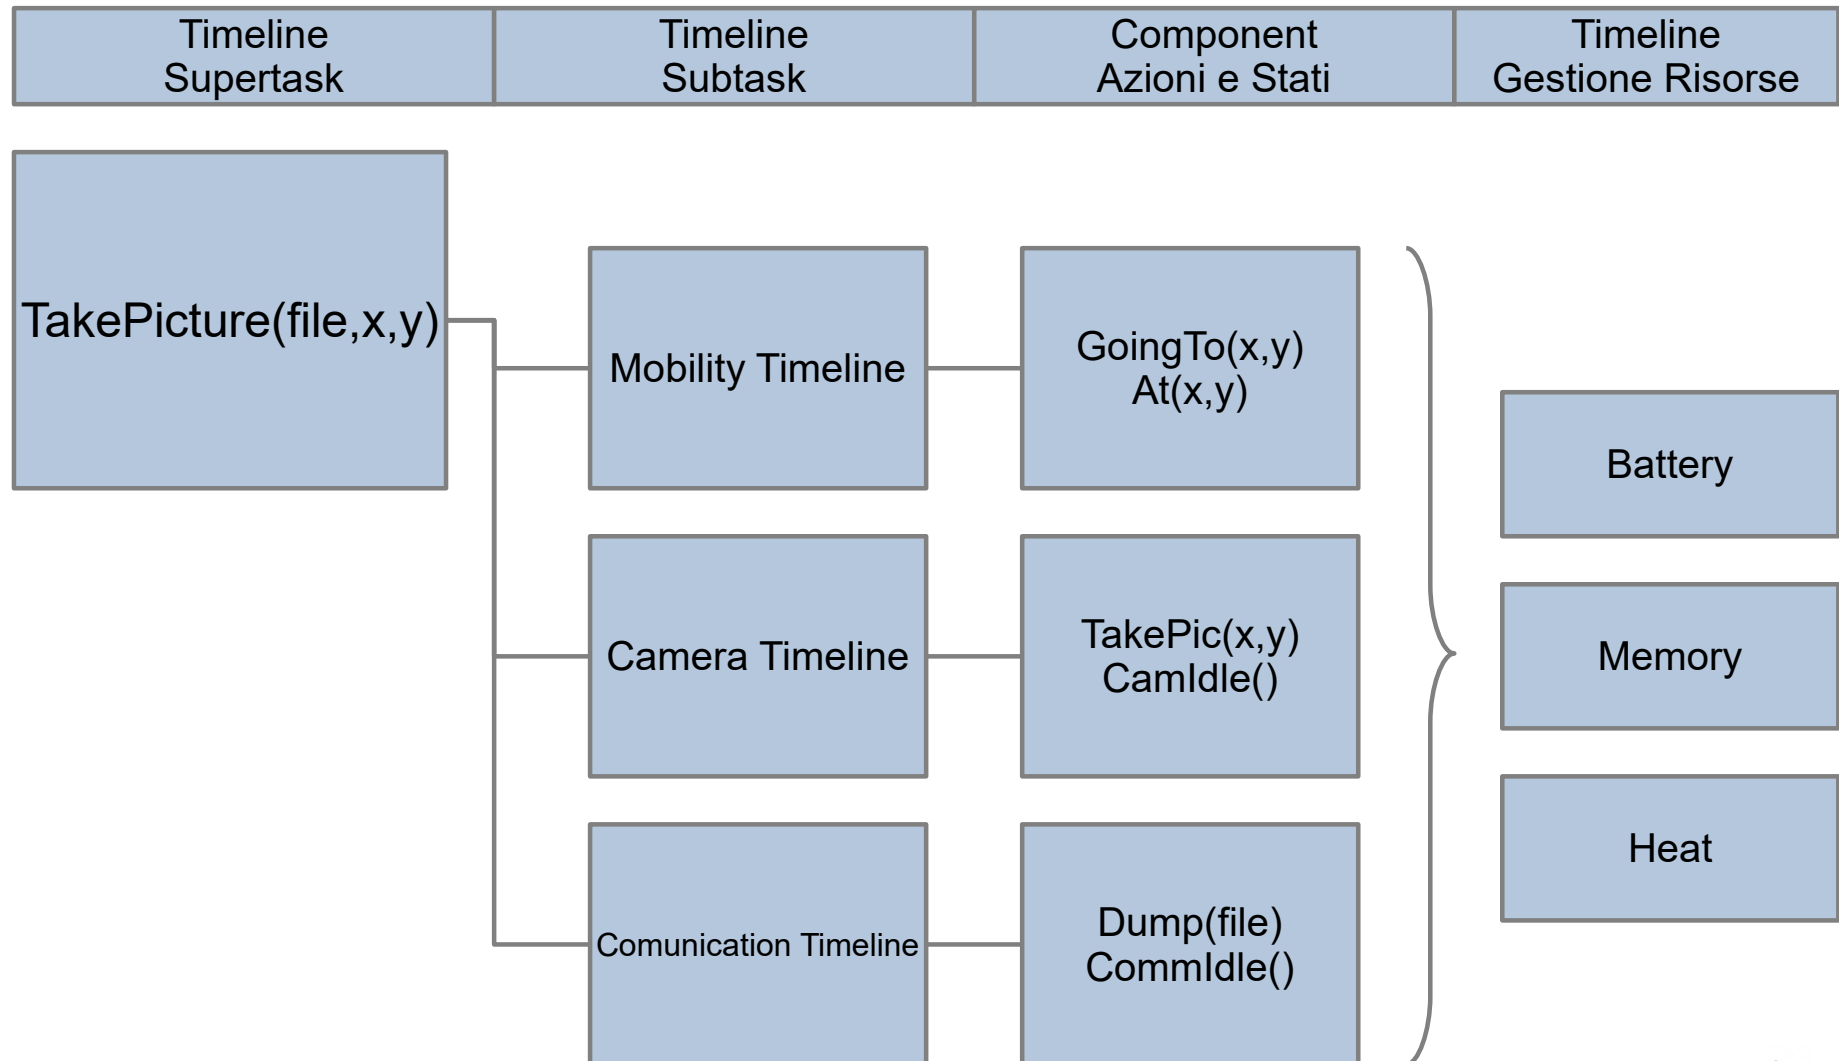 Timeline
Supertask
Timeline
Subtask
Component
Azioni e Stati
Timeline
Gestione Risorse
TakePicture(file,x,y)
Mobility Timeline
GoingTo(x,y)
At(x,y)
Battery
Camera Timeline
TakePic(x,y)
CamIdle()
Memory
Heat
Comunication Timeline
Dump(file)
CommIdle()